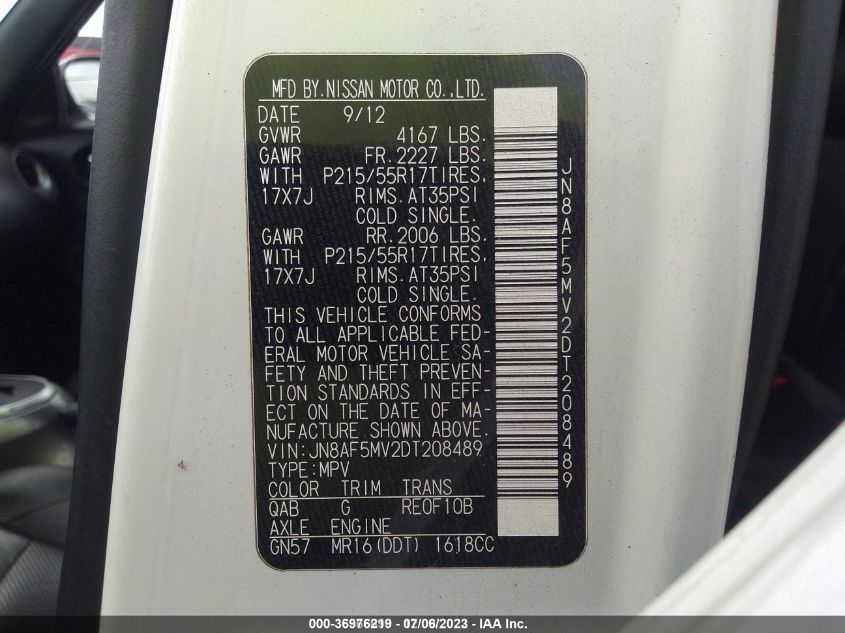 MFD BY.NISSAN MOTOR CO.,LTD.
DATE 9/12
GVWR 4167 LBS.
GAWR FR.2227 LBS.
WITH P215/55R17TIRES,
17X7J RIMS.AT35PSI
COLD SINGLE.
GAWR RR.2006 LBS.
WITH P215/55R17TIRES,
17X7J RIMS.AT35PSI
COLD SINGLE.
THIS VEHICLE CONFORMS
TO ALL APPLICABLE FED-
ERAL MOTOR VEHICLE SA-
FETY AND THEFT PREVEN-
TION STANDARDS IN EFF-
ECT ON THE DATE OF MA-
NUFACTURE SHOWN ABOVE.
VIN:JN8AF5MV2DT208489
TYPE:MPV
COLOR TRIM TRANS
QAB G RE0F10B
AXLE ENGINE
GN57 MR16(DDT) 1618CC
JN8AF5MV2DT208489
000-36976219 - 07/06/2023 - IAA Inc.